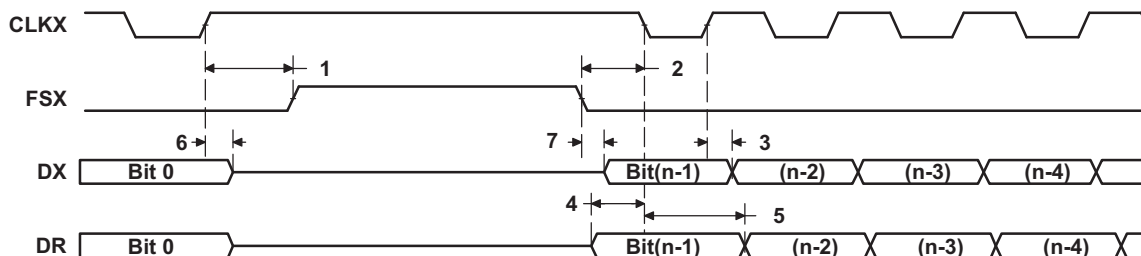 CLKX
1 2
FSX
6 7 3
DX Bit 0 Bit(n-1) (n-2) (n-3) (n-4)
4 5
DR Bit 0 Bit(n-1) (n-2) (n-3) (n-4)